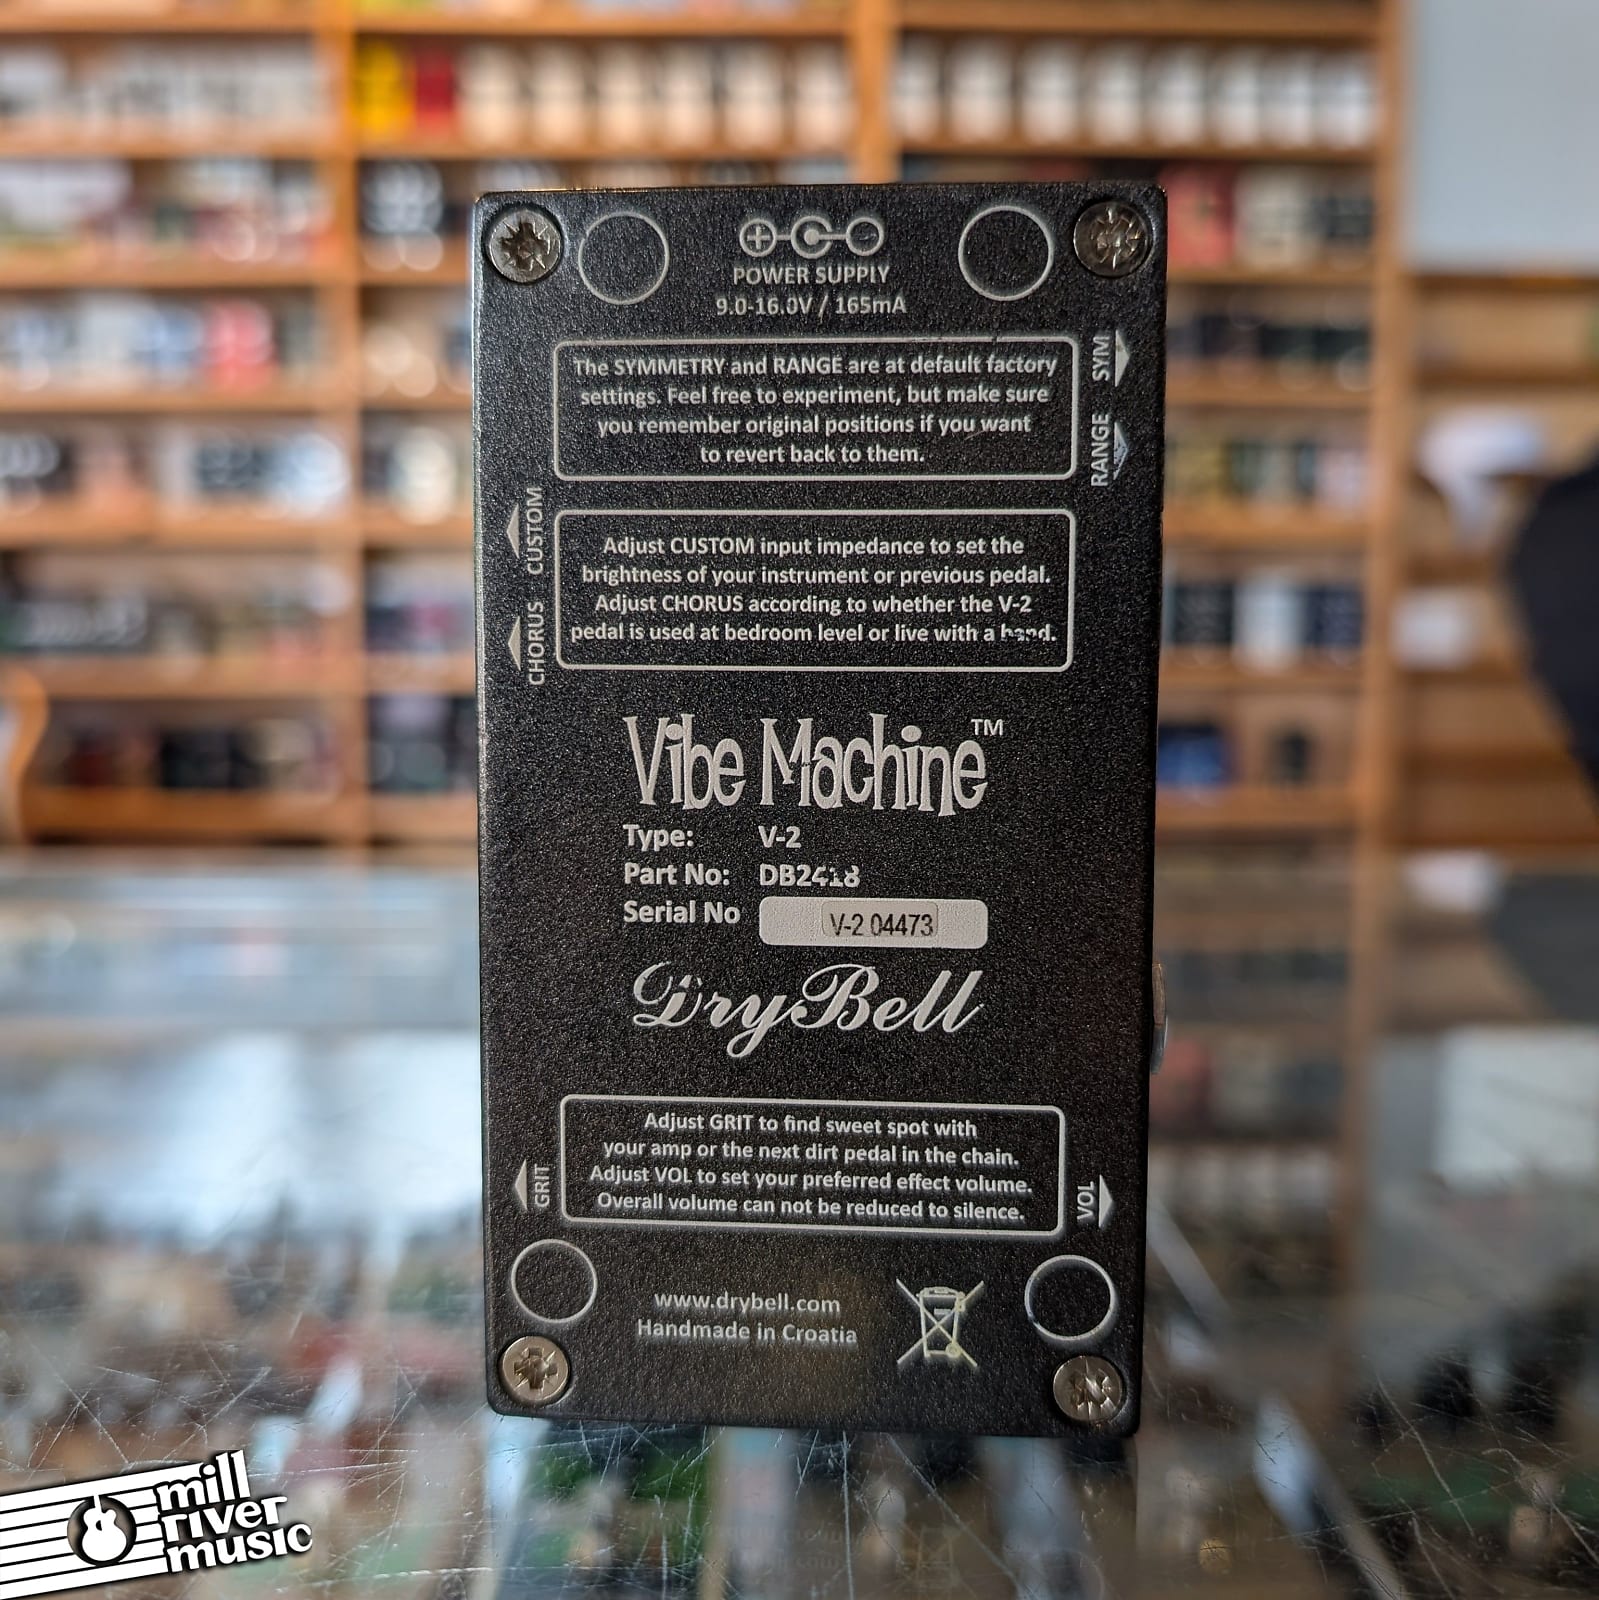 POWER SUPPLY
9.0-16.0V / 165mA
The SYMMETRY and RANGE are at default factory
settings. Feel free to experiment, but make sure
you remember original positions if you want
to revert back to them.
SYM
RANGE
CUSTOM
CHORUS
Adjust CUSTOM input impedance to set the
brightness of your instrument or previous pedal.
Adjust CHORUS according to whether the V-2
pedal is used at bedroom level or live with a band.
Vibe Machine™
Type: V-2
Part No: DB2418
Serial No V-2 04473
DryBell
Adjust GRIT to find sweet spot with
your amp or the next dirt pedal in the chain.
Adjust VOL to set your preferred effect volume.
Overall volume can not be reduced to silence.
GRIT
VOL
www.drybell.com
Handmade in Croatia
mill
river
music